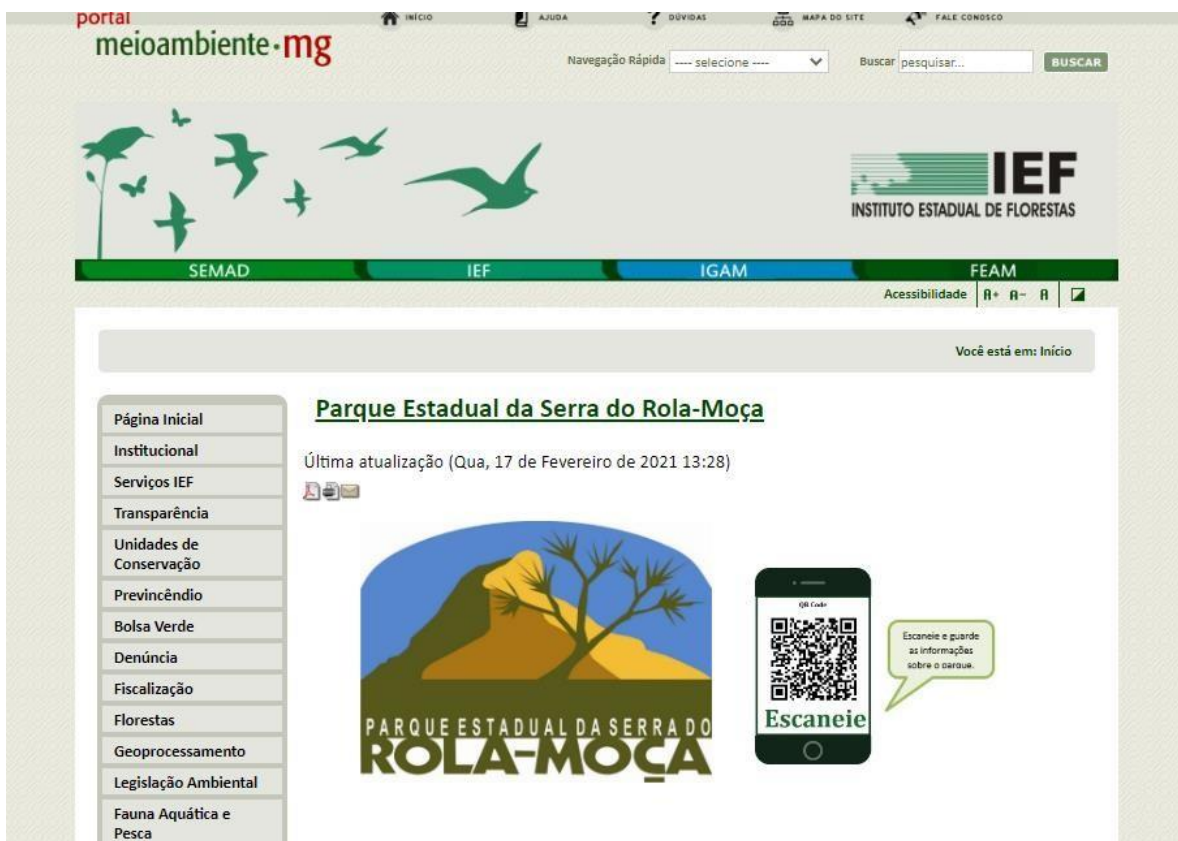 portal
INÍCIO
AJUDA
DÚVIDAS
MAPA DO SITE
FALE CONOSCO
meioambiente·mg
Navegação Rápida
---- selecione ----
Buscar
pesquisar...
BUSCAR
IEF
INSTITUTO ESTADUAL DE FLORESTAS
SEMAD
IEF
IGAM
FEAM
Acessibilidade
A+ A- A
Você está em: Início
Página Inicial
Institucional
Serviços IEF
Transparência
Unidades de
Conservação
Previncêndio
Bolsa Verde
Denúncia
Fiscalização
Florestas
Geoprocessamento
Legislação Ambiental
Fauna Aquática e
Pesca
Parque Estadual da Serra do Rola-Moça
Última atualização (Qua, 17 de Fevereiro de 2021 13:28)
PARQUE ESTADUAL DA SERRA DO
ROLA-MOÇA
QR Code
Escaneie
Escaneie e guarde
as informações
sobre o parque.